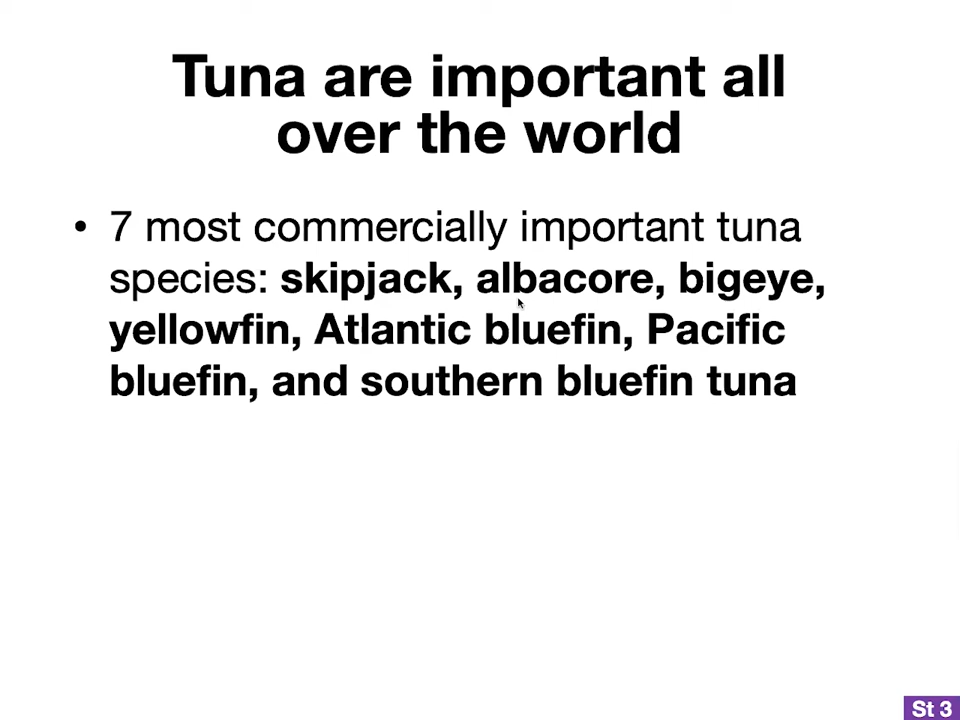 Tuna are important all
over the world
• 7 most commercially important tuna
species: skipjack, albacore, bigeye,
yellowfin, Atlantic bluefin, Pacific
bluefin, and southern bluefin tuna
St 3